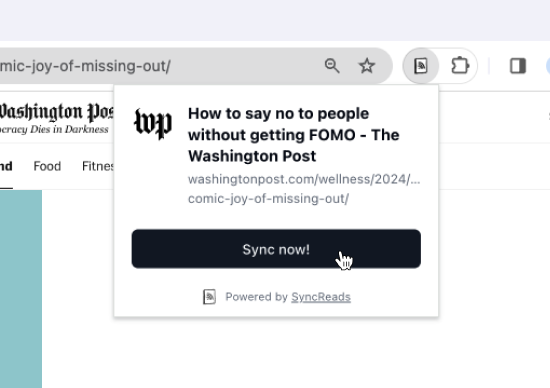 mic-joy-of-missing-out/
Washington Pos
ocracy Dies in Darkness
nd Food Fitnes
wp
How to say no to people
without getting FOMO - The
Washington Post
washingtonpost.com/wellness/2024/...
comic-joy-of-missing-out/
Sync now!
Powered by SyncReads